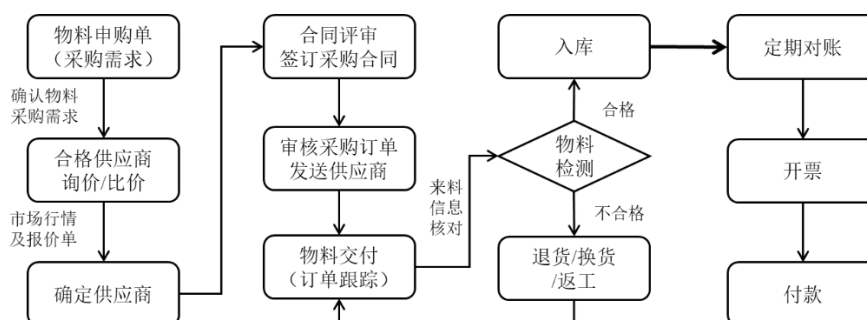 物料申购单
（采购需求）
确认物料
采购需求
合格供应商
询价/比价
市场行情
及报价单
确定供应商
合同评审
签订采购合同
审核采购订单
发送供应商
物料交付
（订单跟踪）
来料
信息
核对
入库
合格
物料
检测
不合格
退货/换货
/返工
定期对账
开票
付款